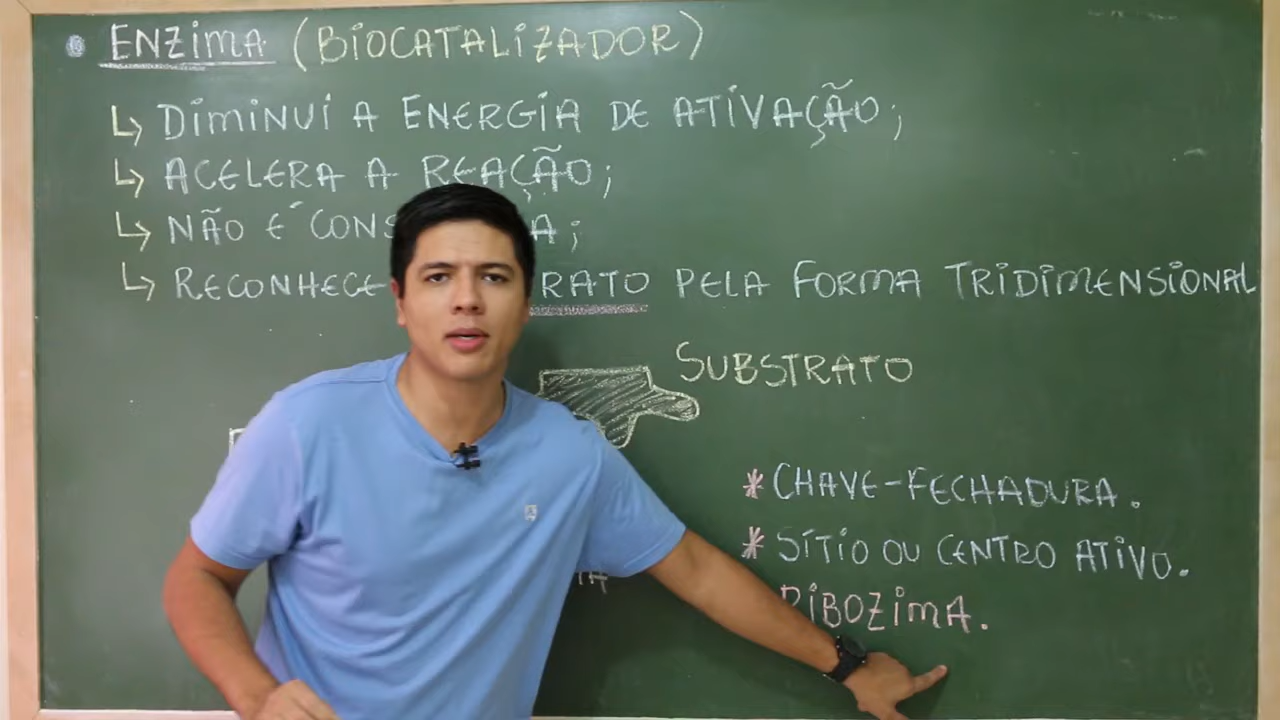 ENZIMA (BIOCATALIZADOR)
↳ DIMINUI A ENERGIA DE ATIVAÇÃO;
↳ ACELERA A REAÇÃO;
↳ NÃO É CONS A;
↳ RECONHECE RATO PELA FORMA TRIDIMENSIONAL
SUBSTRATO
* CHAVE-FECHADURA.
* SÍTIO OU CENTRO ATIVO.
RIBOZIMA.